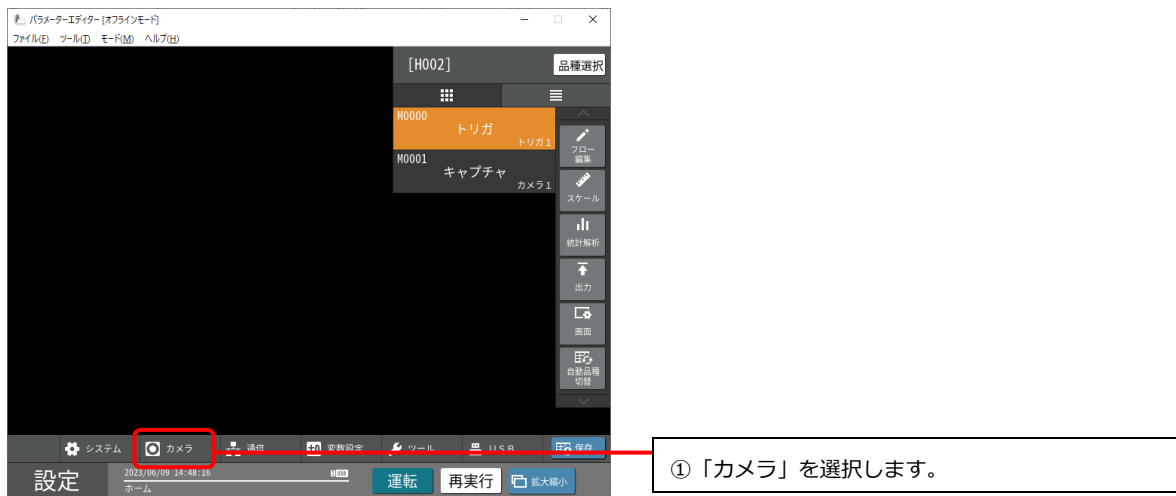 パラメーターエディター [オフラインモード]
ファイル(F) ツール(T) モード(M) ヘルプ(H)
[H002]
品種選択
M0000
トリガ
トリガ1
M0001
キャプチャ
カメラ1
フロー
編集
スケール
統計解析
出力
画面
自動品種
切替
システム カメラ 通信 ±0 変数設定 ツール USB 保存
設定
2023/06/09 14:48:16
ホーム
運転 再実行 拡大縮小
①「カメラ」を選択します。